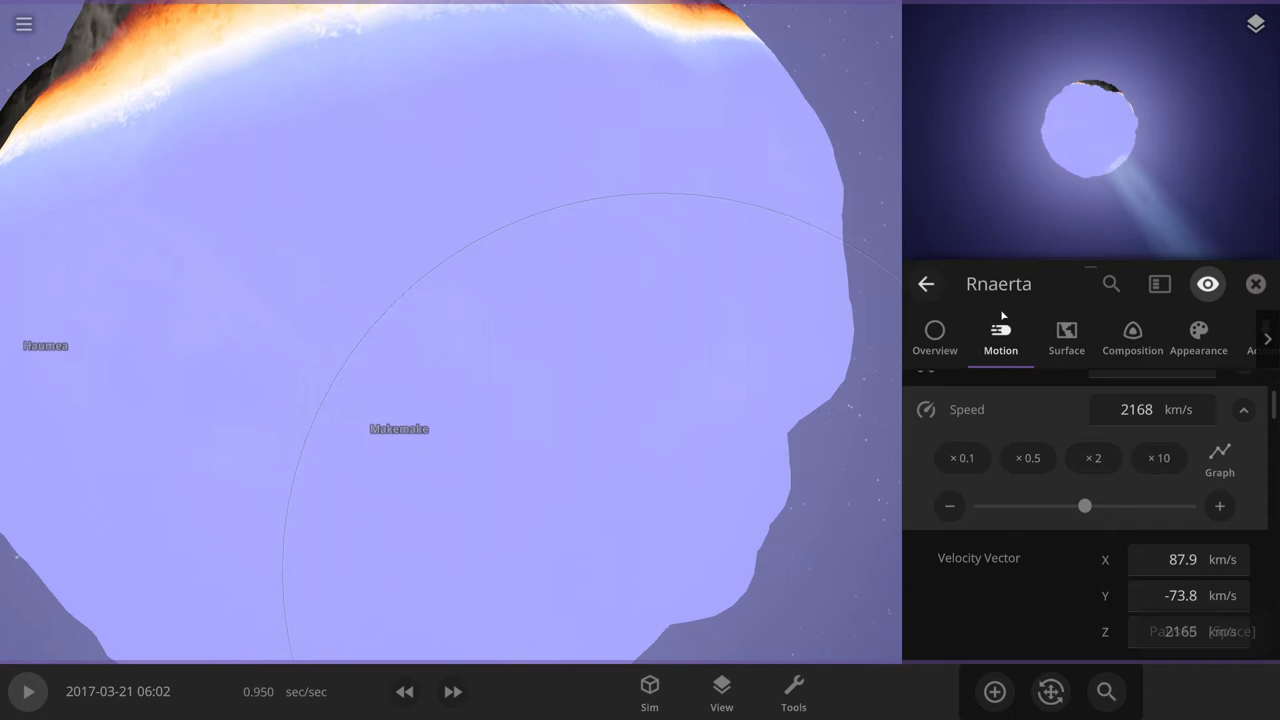 Haumea
Makemake
Rnaerta
Overview
Motion
Surface
Composition
Appearance
Speed
2168 km/s
× 0.1
× 0.5
× 2
× 10
Graph
Velocity Vector
X 87.9 km/s
Y -73.8 km/s
Z 2165 km/s
[Space]
2017-03-21 06:02
0.950 sec/sec
Sim
View
Tools